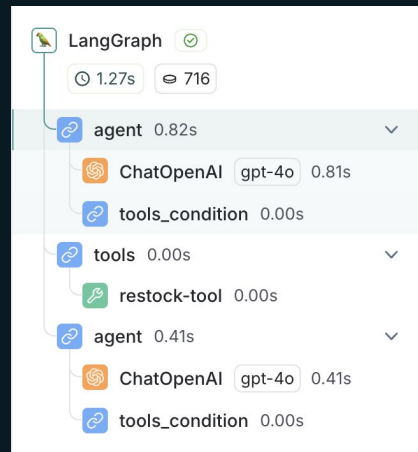 LangGraph
1.27s 716
agent 0.82s
ChatOpenAI gpt-4o 0.81s
tools_condition 0.00s
tools 0.00s
restock-tool 0.00s
agent 0.41s
ChatOpenAI gpt-4o 0.41s
tools_condition 0.00s